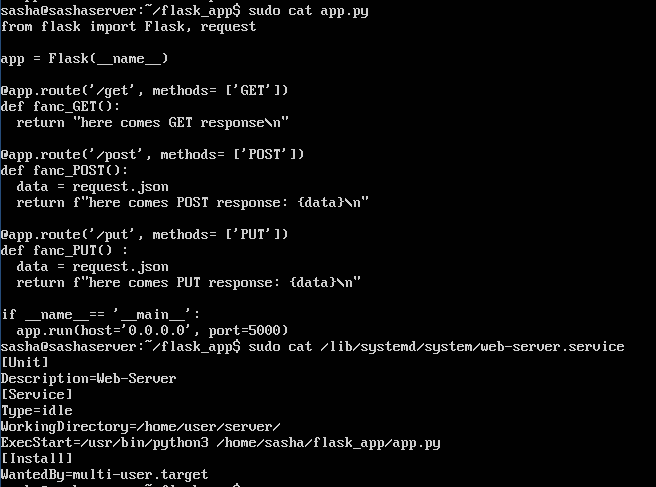 sasha@sashaserver:~/flask_app$ sudo cat app.py
from flask import Flask, request

app = Flask(__name__)

@app.route('/get', methods= ['GET'])
def fanc_GET():
  return "here comes GET response\n"

@app.route('/post', methods= ['POST'])
def fanc_POST():
  data = request.json
  return f"here comes POST response: {data}\n"

@app.route('/put', methods= ['PUT'])
def fanc_PUT() :
  data = request.json
  return f"here comes PUT response: {data}\n"

if __name__== '__main__':
  app.run(host='0.0.0.0', port=5000)
sasha@sashaserver:~/flask_app$ sudo cat /lib/systemd/system/web-server.service
[Unit]
Description=Web-Server
[Service]
Type=idle
WorkingDirectory=/home/user/server/
ExecStart=/usr/bin/python3 /home/sasha/flask_app/app.py
[Install]
WantedBy=multi-user.target